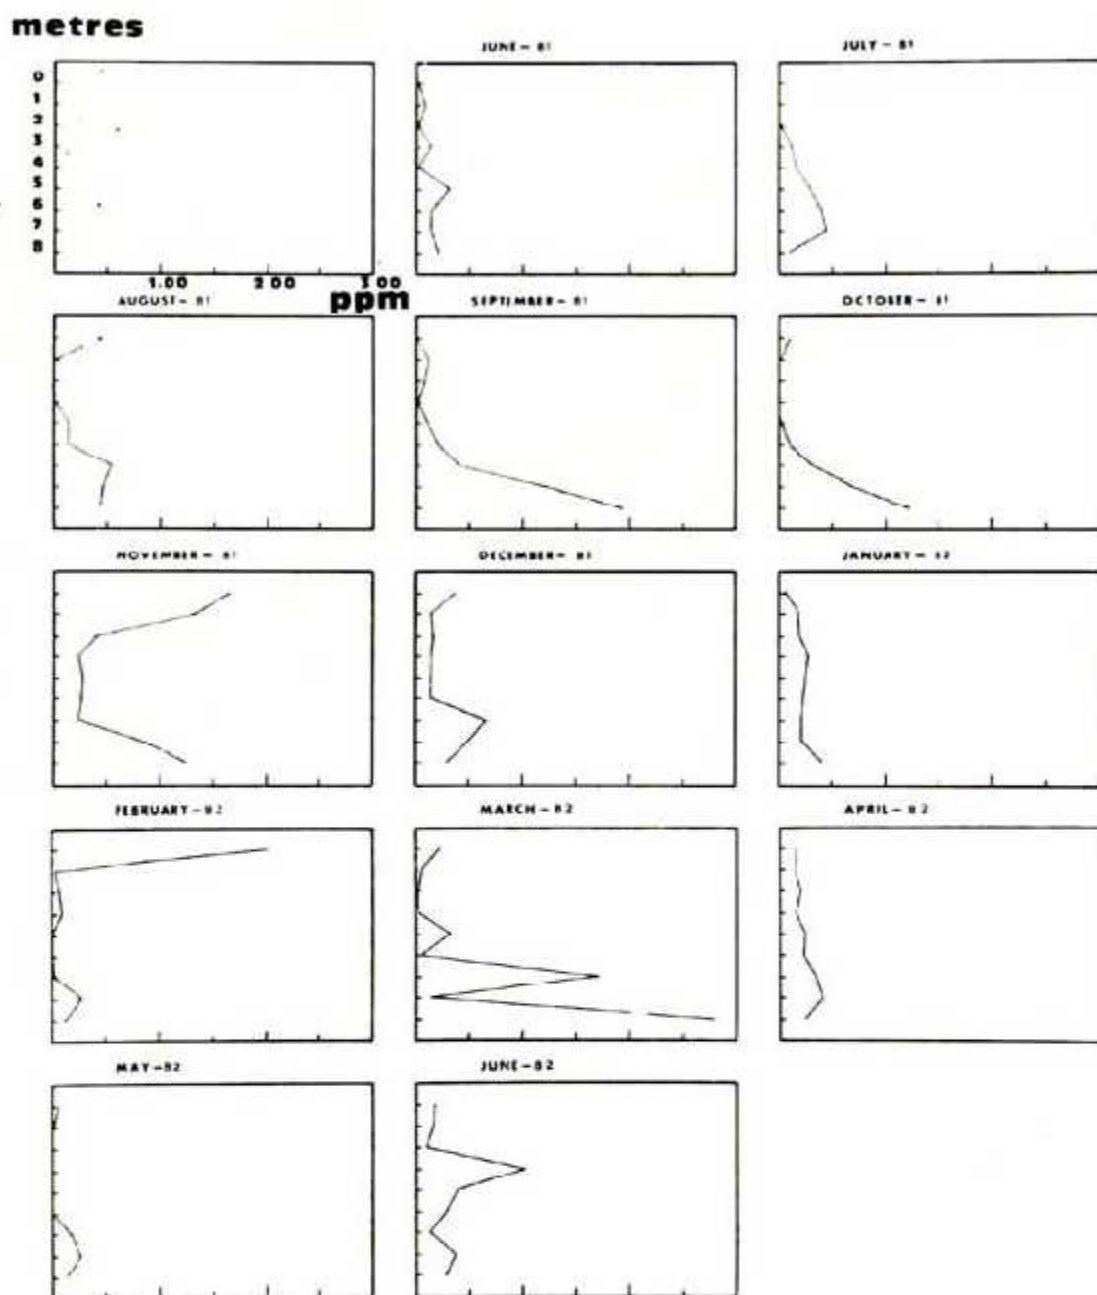 metres
JUNE - 81
JULY - 81
0
1
2
3
4
5
6
7
8
1.00 2 00 3 00
ppm
AUGUST - 81
SEPTEMBER - 81
OCTOBER - 81
NOVEMBER - 81
DECEMBER - 81
JANUARY - 82
FEBRUARY - 82
MARCH - 82
APRIL - 82
MAY - 82
JUNE - 82